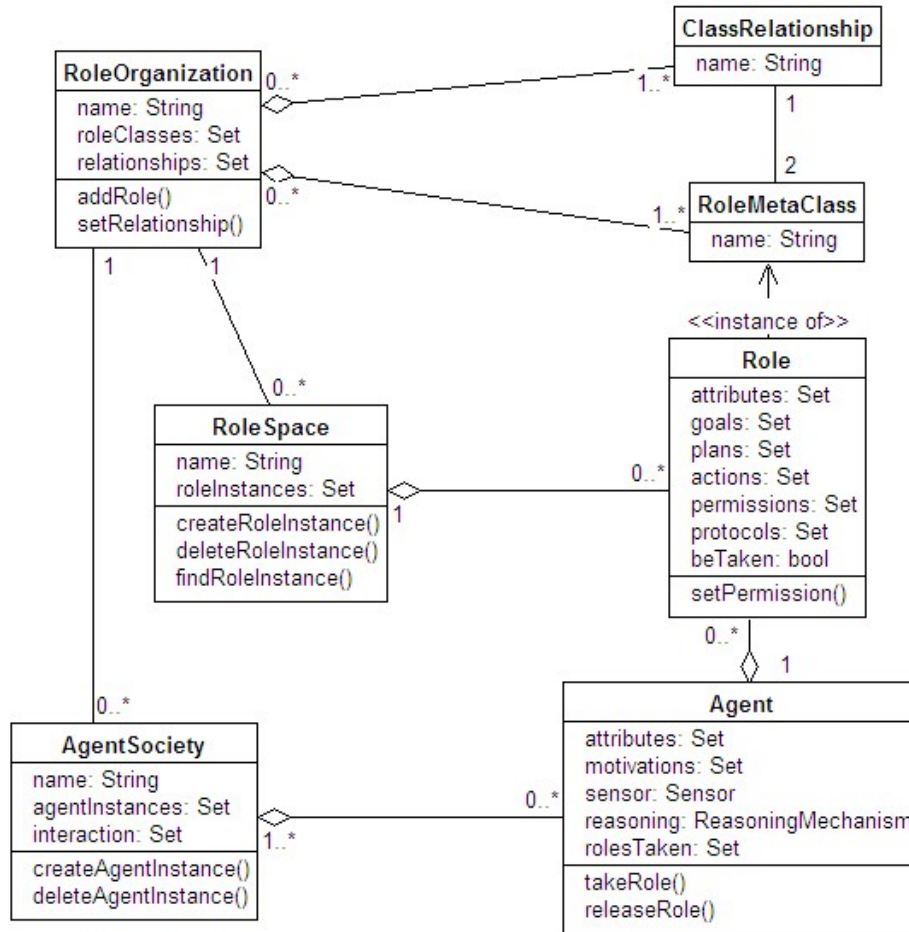 ClassRelationship
name: String
RoleOrganization
name: String
roleClasses: Set
relationships: Set
addRole()
setRelationship()
0..*
1..*
0..*
1..*
1
2
RoleMetaClass
name: String
<<instance of>>
1
1
0..*
Role
attributes: Set
goals: Set
plans: Set
actions: Set
permissions: Set
protocols: Set
beTaken: bool
setPermission()
RoleSpace
name: String
roleInstances: Set
createRoleInstance()
deleteRoleInstance()
findRoleInstance()
1
0..*
0..*
1
0..*
AgentSociety
name: String
agentInstances: Set
interaction: Set
createAgentInstance()
deleteAgentInstance()
1..*
0..*
Agent
attributes: Set
motivations: Set
sensor: Sensor
reasoning: ReasoningMechanism
rolesTaken: Set
takeRole()
releaseRole()